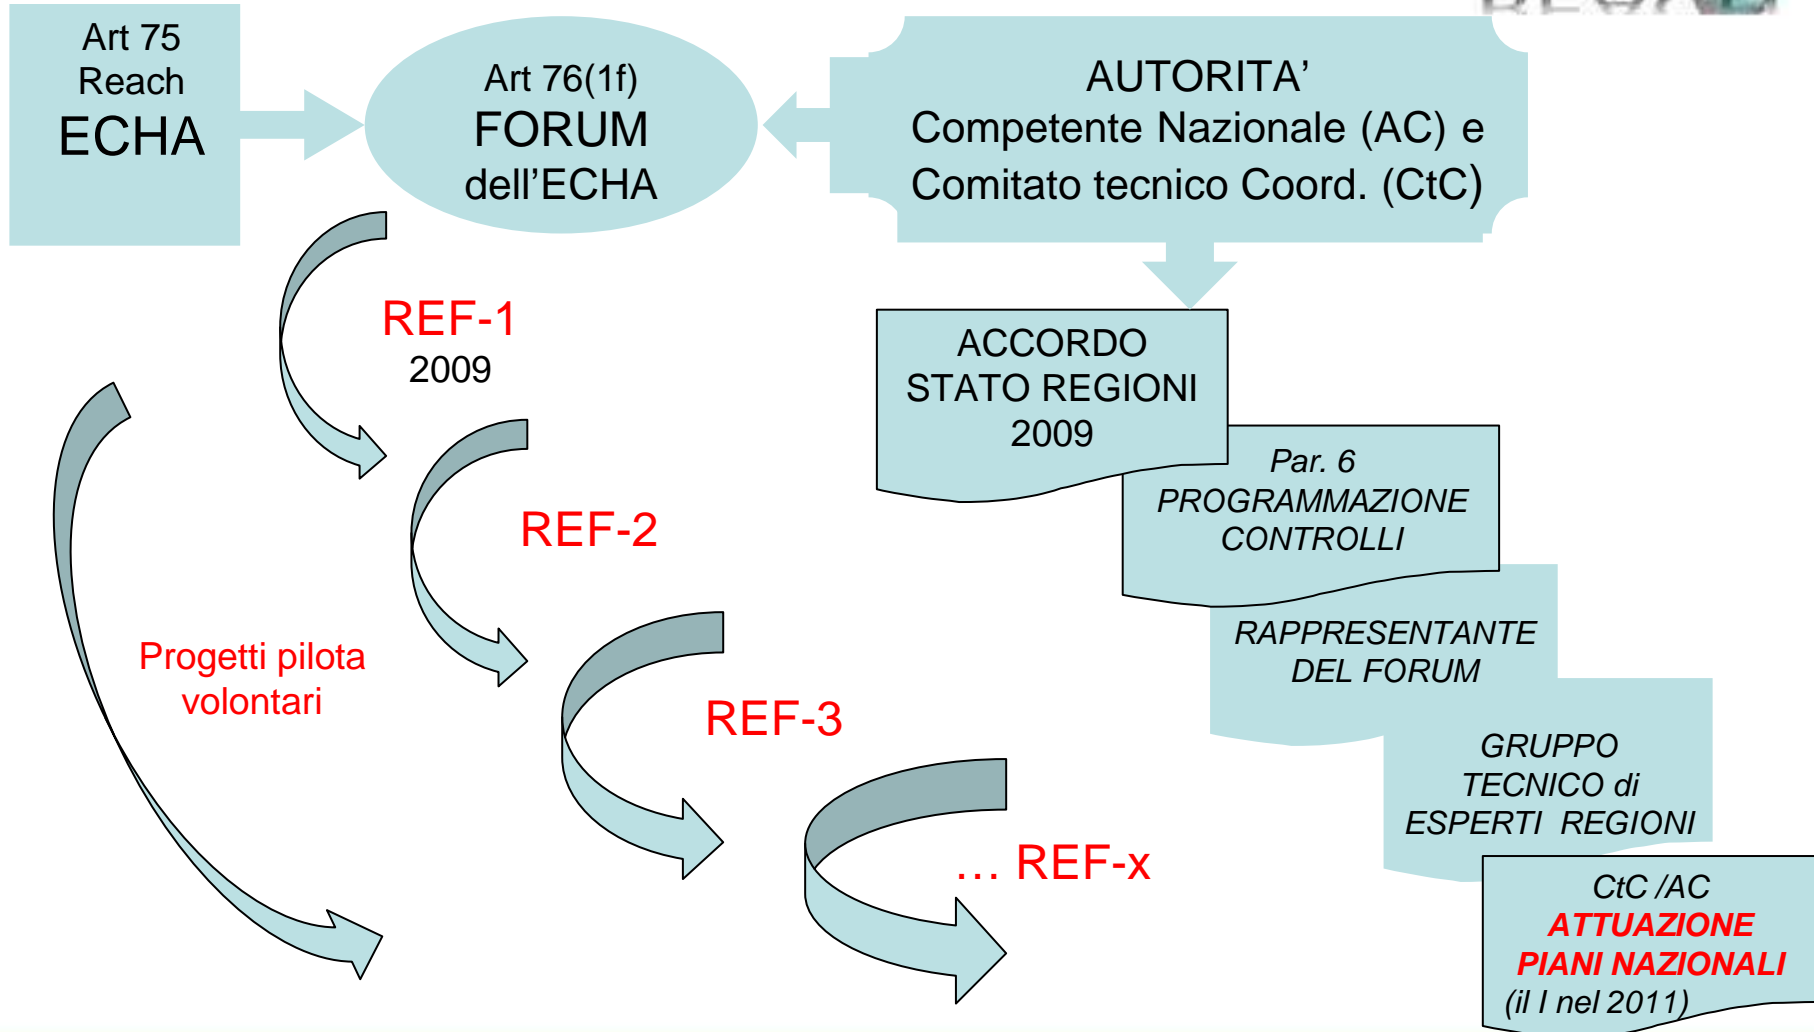 Art 75
Reach
ECHA
Art 76(1f)
FORUM
dell'ECHA
AUTORITA'
Competente Nazionale (AC) e
Comitato tecnico Coord. (CtC)
REF-1
2009
REF-2
REF-3
… REF-x
Progetti pilota
volontari
ACCORDO
STATO REGIONI
2009
Par. 6
PROGRAMMAZIONE
CONTROLLI
RAPPRESENTANTE
DEL FORUM
GRUPPO
TECNICO di
ESPERTI REGIONI
CtC /AC
ATTUAZIONE
PIANI NAZIONALI
(il I nel 2011)